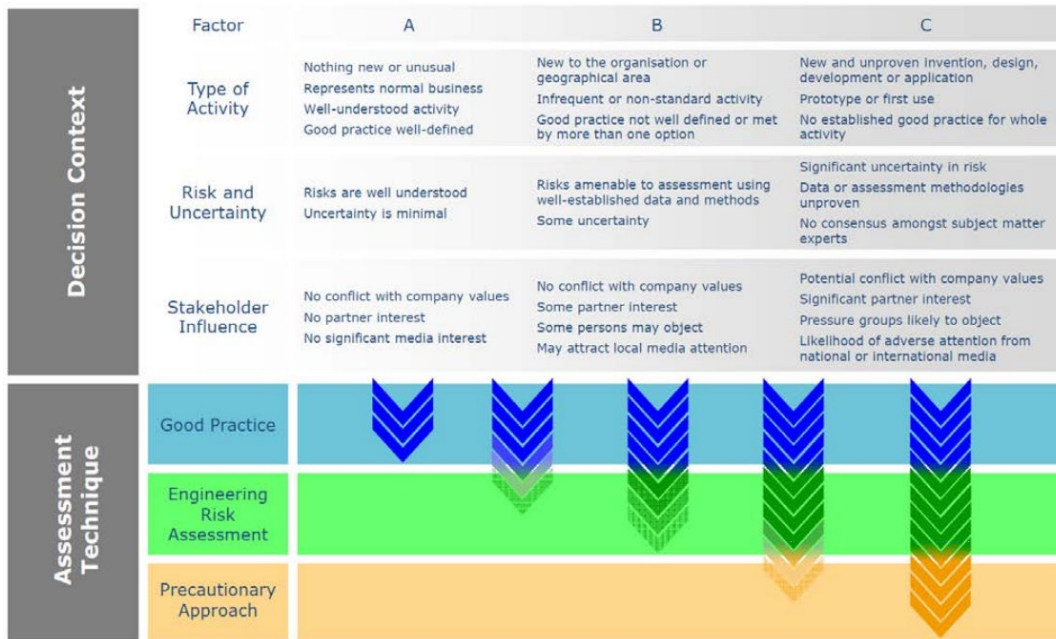 Decision Context
Factor
A
B
C
Type of
Activity
Nothing new or unusual
Represents normal business
Well-understood activity
Good practice well-defined
New to the organisation or
geographical area
Infrequent or non-standard activity
Good practice not well defined or met
by more than one option
New and unproven invention, design,
development or application
Prototype or first use
No established good practice for whole
activity
Risk and
Uncertainty
Risks are well understood
Uncertainty is minimal
Risks amenable to assessment using
well-established data and methods
Some uncertainty
Significant uncertainty in risk
Data or assessment methodologies
unproven
No consensus amongst subject matter
experts
Stakeholder
Influence
No conflict with company values
No partner interest
No significant media interest
No conflict with company values
Some partner interest
Some persons may object
May attract local media attention
Potential conflict with company values
Significant partner interest
Pressure groups likely to object
Likelihood of adverse attention from
national or international media
Assessment
Technique
Good Practice
Engineering
Risk
Assessment
Precautionary
Approach